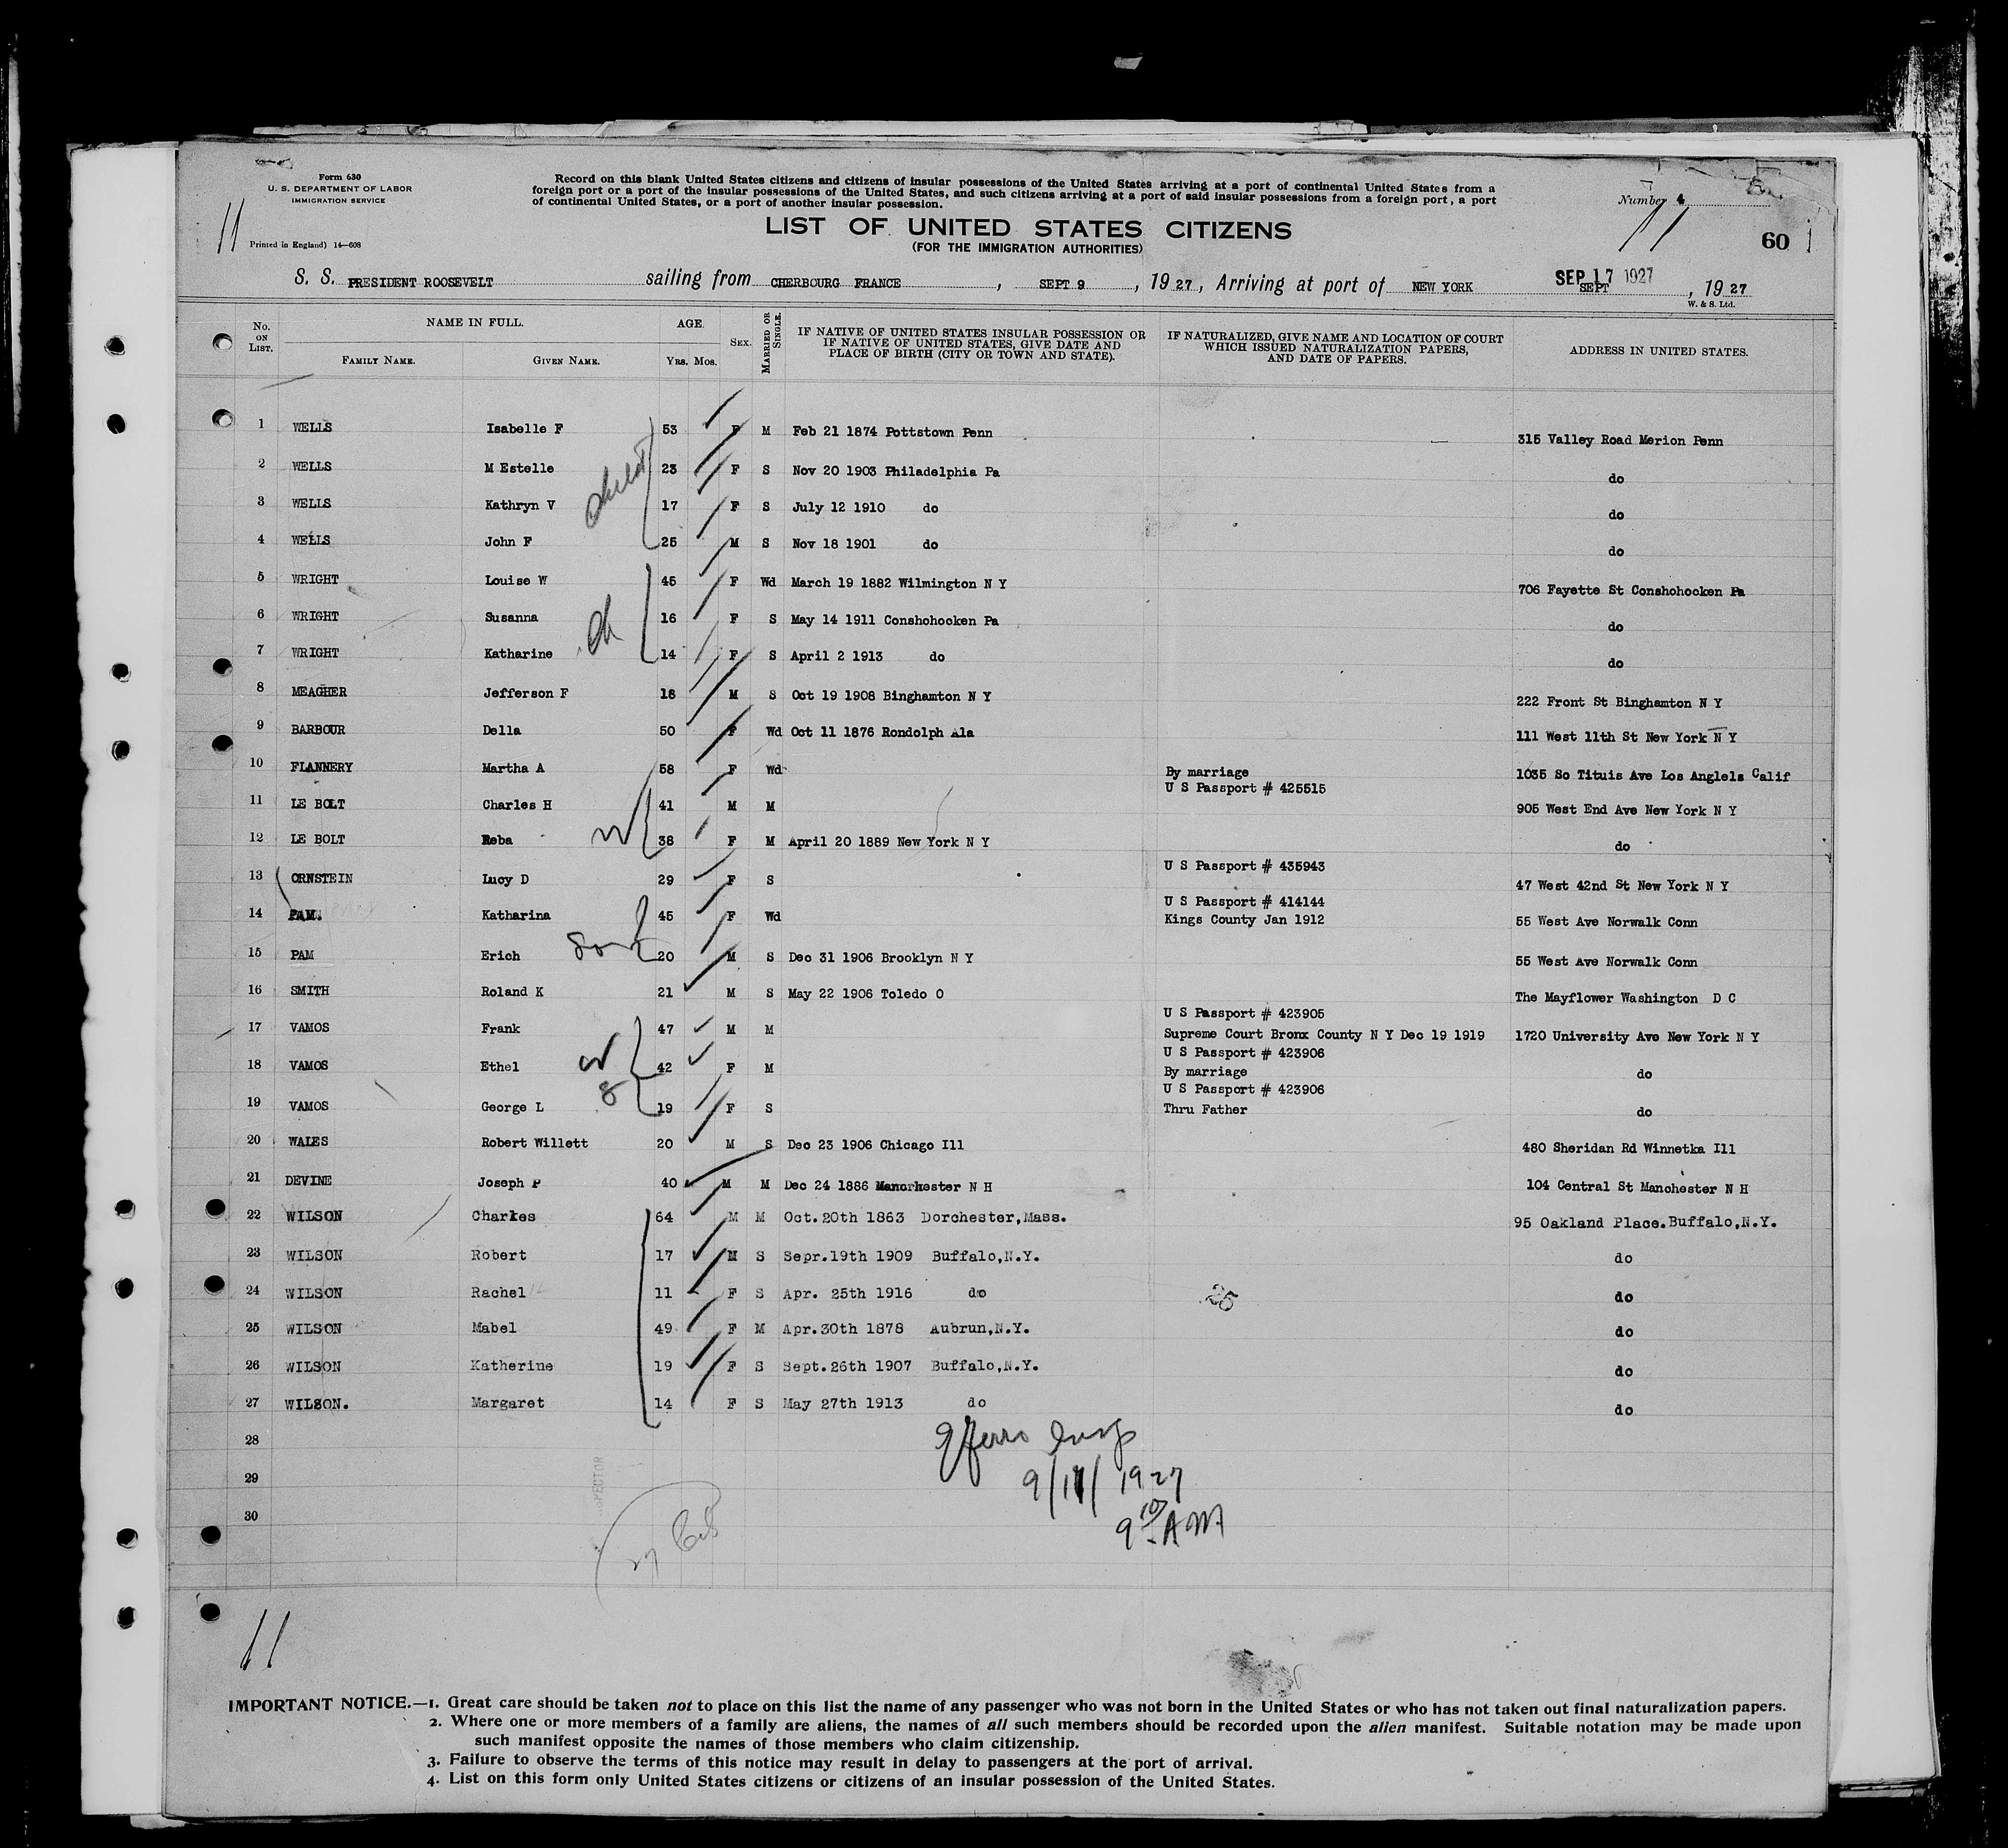 Form 630
U. S. DEPARTMENT OF LABOR
IMMIGRATION SERVICE
Printed in England) 14—608
11
Record on this blank United States citizens and citizens of insular possessions of the United States arriving at a port of continental United States from a
foreign port or a port of the insular possessions of the United States, and such citizens arriving at a port of said insular possessions from a foreign port, a port
of continental United States, or a port of another insular possession.
Number 4
11
60
LIST OF UNITED STATES CITIZENS
(FOR THE IMMIGRATION AUTHORITIES)
S. S. PRESIDENT ROOSEVELT sailing from CHERBOURG FRANCE, SEPT 9, 1927, Arriving at port of NEW YORK SEPT, 1927
SEP 17 1927
W. & S. Ltd.
No. ON LIST. NAME IN FULL. AGE. SEX. MARRIED OR SINGLE. IF NATIVE OF UNITED STATES INSULAR POSSESSION OR IF NATIVE OF UNITED STATES, GIVE DATE AND PLACE OF BIRTH (CITY OR TOWN AND STATE). IF NATURALIZED, GIVE NAME AND LOCATION OF COURT WHICH ISSUED NATURALIZATION PAPERS, AND DATE OF PAPERS. ADDRESS IN UNITED STATES.
FAMILY NAME. GIVEN NAME. YRS. MOS.
1 WELLS Isabelle F 53 F M Feb 21 1874 Pottstown Penn 315 Valley Road Merion Penn
2 WELLS M Estelle 23 F S Nov 20 1903 Philadelphia Pa do
3 WELLS Kathryn V 17 F S July 12 1910 do do
4 WELLS John F 25 M S Nov 18 1901 do do
5 WRIGHT Louise W 45 F Wd March 19 1882 Wilmington N Y 706 Fayette St Conshohocken Pa
6 WRIGHT Susanna 16 F S May 14 1911 Conshohocken Pa do
7 WRIGHT Katharine ch 14 F S April 2 1913 do do
8 MEAGHER Jefferson F 18 M S Oct 19 1908 Binghamton N Y 222 Front St Binghamton N Y
9 BARBOUR Della 50 F Wd Oct 11 1876 Rondolph Ala 111 West 11th St New York N Y
10 FLANNERY Martha A 58 F Wd By marriage 1035 So Tituis Ave Los Anglels Calif
U S Passport # 425515
11 LE BOLT Charles H 41 M M 905 West End Ave New York N Y
12 LE BOLT Reba w 38 F M April 20 1889 New York N Y do
U S Passport # 435943
13 ORNSTEIN Lucy D 29 F S 47 West 42nd St New York N Y
U S Passport # 414144
14 PAM. Katharina 45 F Wd Kings County Jan 1912 55 West Ave Norwalk Conn
15 PAM Erich son 20 M S Dec 31 1906 Brooklyn N Y 55 West Ave Norwalk Conn
16 SMITH Roland K 21 M S May 22 1906 Toledo O The Mayflower Washington D C
U S Passport # 423905
17 VAMOS Frank 47 M M Supreme Court Bronx County N Y Dec 19 1919 1720 University Ave New York N Y
U S Passport # 423906
18 VAMOS Ethel w 42 F M By marriage do
U S Passport # 423906
19 VAMOS George L 19 F S Thru Father do
20 WALES Robert Willett 20 M S Dec 23 1906 Chicago Ill 480 Sheridan Rd Winnetka Ill
21 DEVINE Joseph P 40 M M Dec 24 1886 Manchester N H 104 Central St Manchester N H
22 WILSON Charles 64 M M Oct. 20th 1863 Dorchester,Mass. 95 Oakland Place.Buffalo,N.Y.
23 WILSON Robert 17 M S Sepr.19th 1909 Buffalo,N.Y. do
24 WILSON Rachel 11 F S Apr. 25th 1916 do do
25
25 WILSON Mabel 49 F M Apr.30th 1878 Aubrun,N.Y. do
26 WILSON Katherine 19 F S Sept.26th 1907 Buffalo,N.Y. do
27 WILSON. Margaret 14 F S May 27th 1913 do do
28
29
30
9/17/1927
9 10 AM
11
IMPORTANT NOTICE.—1. Great care should be taken not to place on this list the name of any passenger who was not born in the United States or who has not taken out final naturalization papers.
2. Where one or more members of a family are aliens, the names of all such members should be recorded upon the alien manifest. Suitable notation may be made upon
such manifest opposite the names of those members who claim citizenship.
3. Failure to observe the terms of this notice may result in delay to passengers at the port of arrival.
4. List on this form only United States citizens or citizens of an insular possession of the United States.